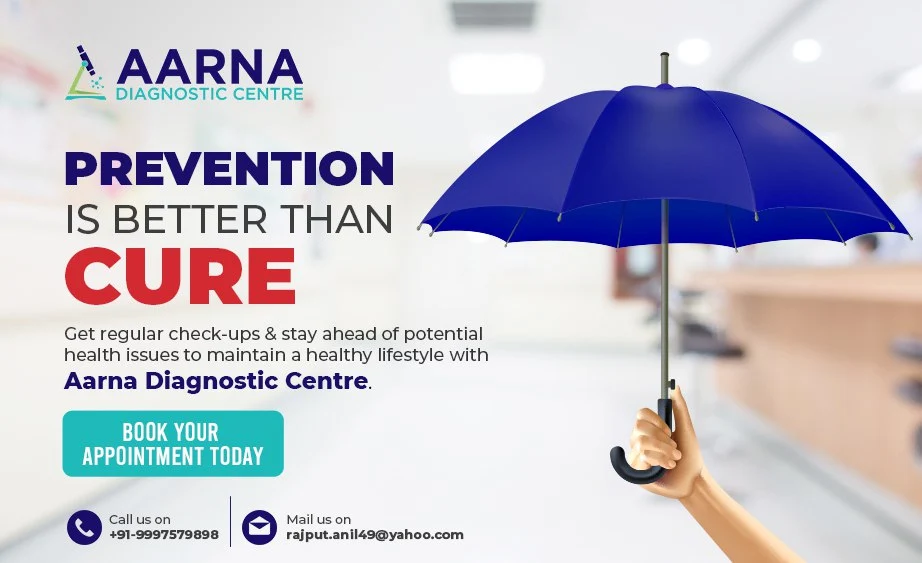 AARNA
DIAGNOSTIC CENTRE
PREVENTION
IS BETTER THAN
CURE
Get regular check-ups & stay ahead of potential
health issues to maintain a healthy lifestyle with
Aarna Diagnostic Centre.
BOOK YOUR
APPOINTMENT TODAY
Call us on
+91-9997579898
Mail us on
rajput.anil49@yahoo.com